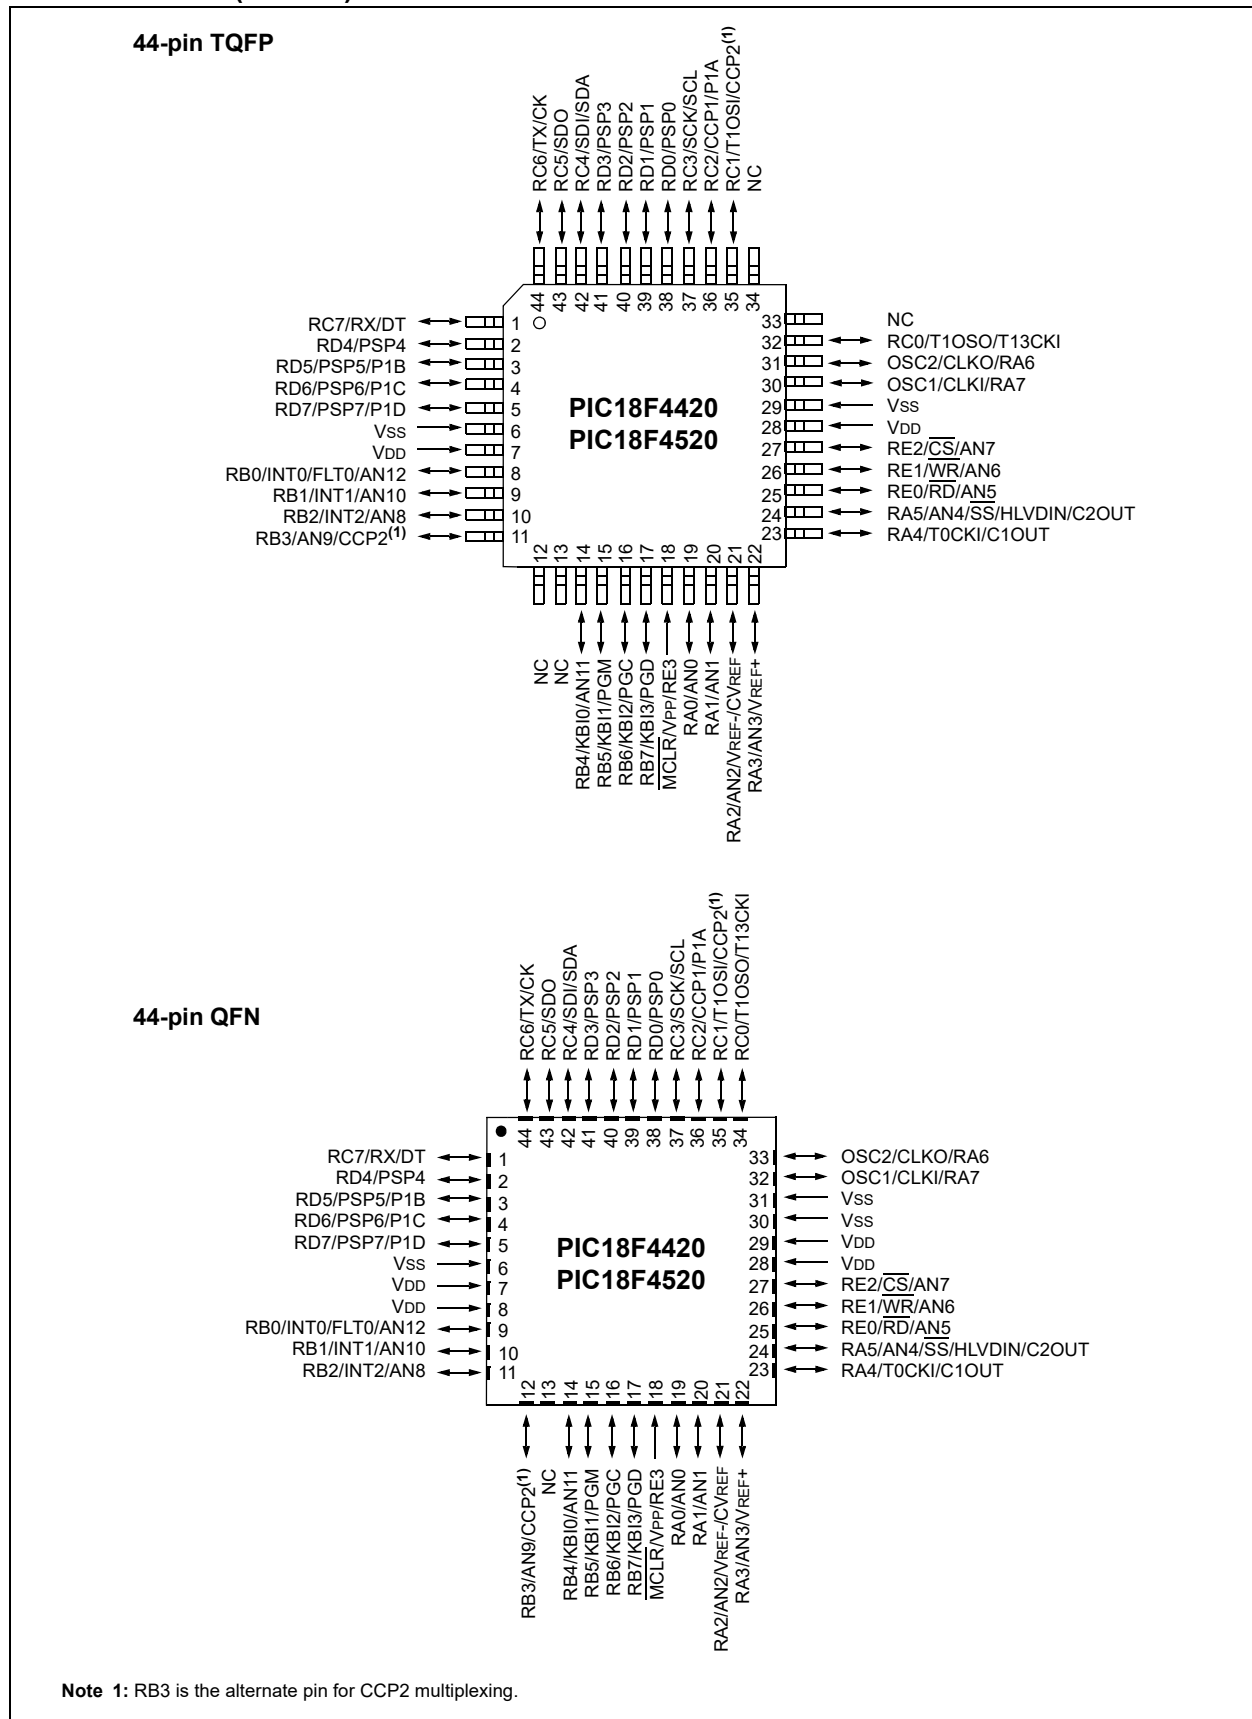 44-pin TQFP
RC6/TX/CK
RC5/SDO
RC4/SDI/SDA
RD3/PSP3
RD2/PSP2
RD1/PSP1
RD0/PSP0
RC3/SCK/SCL
RC2/CCP1/P1A
RC1/T1OSI/CCP2(1)
NC
44
43
42
41
40
39
38
37
36
35
34
RC7/RX/DT 1
RD4/PSP4 2
RD5/PSP5/P1B 3
RD6/PSP6/P1C 4
RD7/PSP7/P1D 5
VSS 6
VDD 7
RB0/INT0/FLT0/AN12 8
RB1/INT1/AN10 9
RB2/INT2/AN8 10
RB3/AN9/CCP2(1) 11
PIC18F4420
PIC18F4520
33 NC
32 RC0/T1OSO/T13CKI
31 OSC2/CLKO/RA6
30 OSC1/CLKI/RA7
29 VSS
28 VDD
27 RE2/CS/AN7
26 RE1/WR/AN6
25 RE0/RD/AN5
24 RA5/AN4/SS/HLVDIN/C2OUT
23 RA4/T0CKI/C1OUT
12
13
14
15
16
17
18
19
20
21
22
NC
NC
RB4/KBI0/AN11
RB5/KBI1/PGM
RB6/KBI2/PGC
RB7/KBI3/PGD
MCLR/VPP/RE3
RA0/AN0
RA1/AN1
RA2/AN2/VREF-/CVREF
RA3/AN3/VREF+
44-pin QFN
RC6/TX/CK
RC5/SDO
RC4/SDI/SDA
RD3/PSP3
RD2/PSP2
RD1/PSP1
RD0/PSP0
RC3/SCK/SCL
RC2/CCP1/P1A
RC1/T1OSI/CCP2(1)
RC0/T1OSO/T13CKI
44
43
42
41
40
39
38
37
36
35
34
RC7/RX/DT 1
RD4/PSP4 2
RD5/PSP5/P1B 3
RD6/PSP6/P1C 4
RD7/PSP7/P1D 5
VSS 6
VDD 7
VDD 8
RB0/INT0/FLT0/AN12 9
RB1/INT1/AN10 10
RB2/INT2/AN8 11
PIC18F4420
PIC18F4520
33 OSC2/CLKO/RA6
32 OSC1/CLKI/RA7
31 VSS
30 VSS
29 VDD
28 VDD
27 RE2/CS/AN7
26 RE1/WR/AN6
25 RE0/RD/AN5
24 RA5/AN4/SS/HLVDIN/C2OUT
23 RA4/T0CKI/C1OUT
12
13
14
15
16
17
18
19
20
21
22
RB3/AN9/CCP2(1)
NC
RB4/KBI0/AN11
RB5/KBI1/PGM
RB6/KBI2/PGC
RB7/KBI3/PGD
MCLR/VPP/RE3
RA0/AN0
RA1/AN1
RA2/AN2/VREF-/CVREF
RA3/AN3/VREF+
Note 1: RB3 is the alternate pin for CCP2 multiplexing.